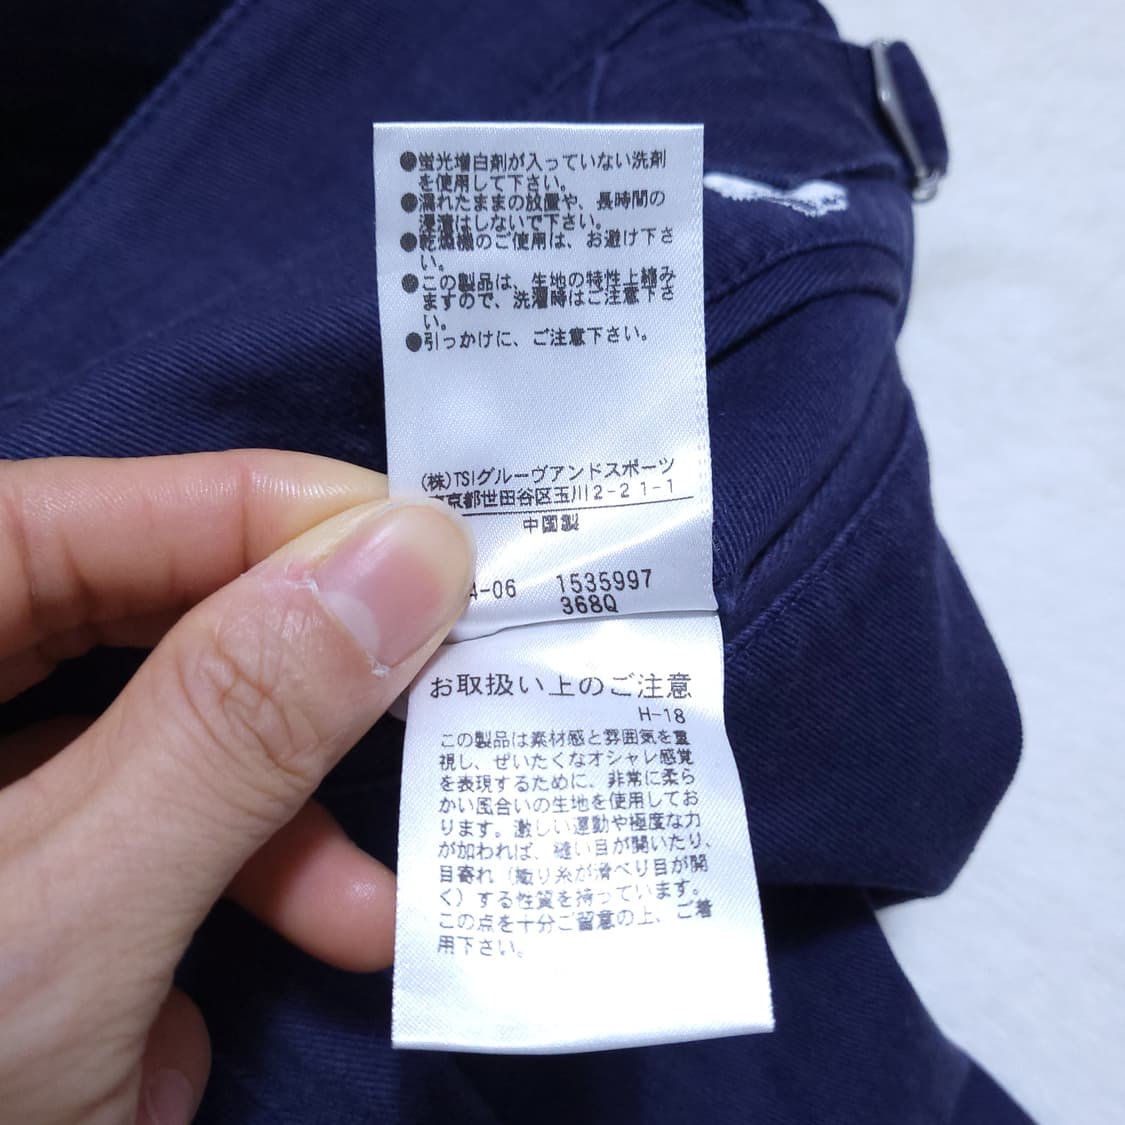 ●蛍光増白剤が入っていない洗剤
を使用して下さい。
●濡れたままの放置や、長時間の
浸漬はしないで下さい。
●乾燥機のご使用は、お避け下さ
い。
●この製品は、生地の特性上縮み
ますので、洗濯時はご注意下さ
い。
●引っかけに、ご注意下さい。
(株)TSIグルーヴアンドスポーツ
京都世田谷区玉川2-21-1
中国製
4-06 1535997
368Q
お取扱い上のご注意
H-18
この製品は素材感と雰囲気を重
視し、ぜいたくなオシャレ感覚
を表現するために、非常に柔ら
かい風合いの生地を使用してお
ります。激しい運動や極度な力
が加われば、縫い目が開いたり、
目寄れ（織り糸が滑べり目が開
く）する性質を持っています。
この点を十分ご留意の上、ご着
用下さい。